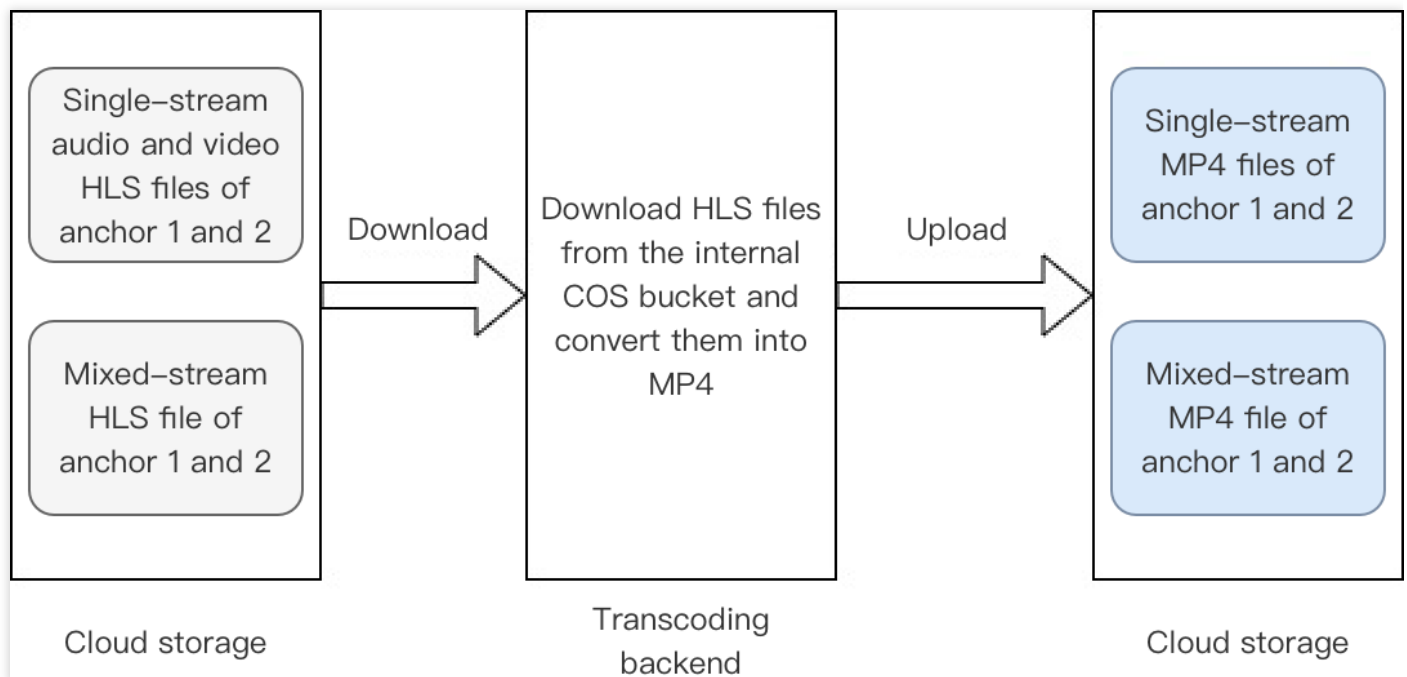 Single–stream
audio and video
HLS files of
anchor 1 and 2
Mixed–stream
HLS file of
anchor 1 and 2
Cloud storage
Download
Download HLS files
from the internal
COS bucket and
convert them into
MP4
Transcoding
backend
Upload
Single–stream
MP4 files of
anchor 1 and 2
Mixed–stream
MP4 file of
anchor 1 and 2
Cloud storage